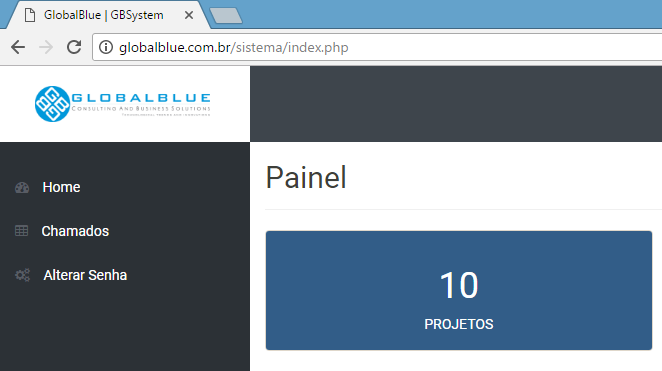 GlobalBlue | GBSystem
globalblue.com.br/sistema/index.php
GLOBALBLUE
CONSULTING AND BUSINESS SOLUTIONS
Painel
Home
Chamados
Alterar Senha
10
PROJETOS